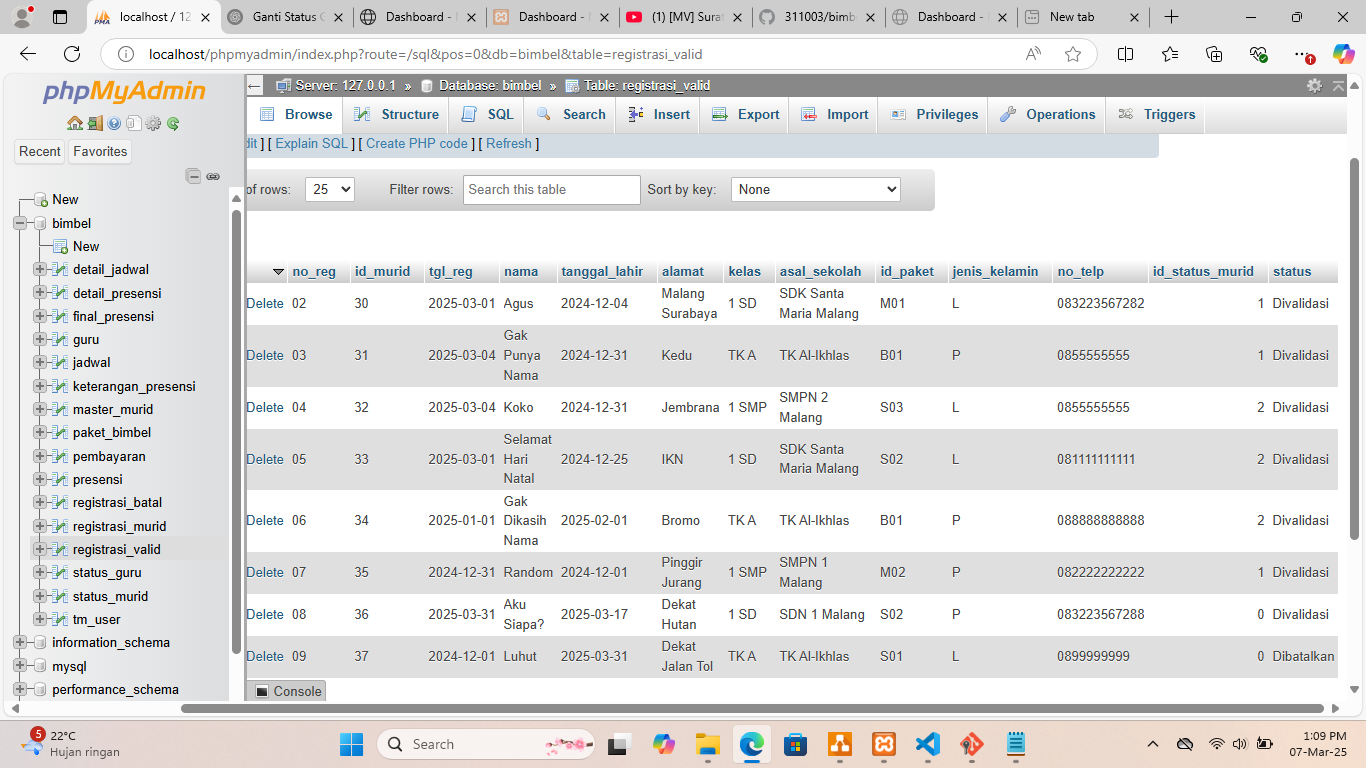 localhost / 12
Ganti Status C
Dashboard -
Dashboard -
(1) [MV] Surat
311003/bimb
Dashboard -
New tab
localhost/phpmyadmin/index.php?route=/sql&pos=0&db=bimbel&table=registrasi_valid
phpMyAdmin
Recent
Favorites
New
bimbel
New
detail_jadwal
detail_presensi
final_presensi
guru
jadwal
keterangan_presensi
master_murid
paket_bimbel
pembayaran
presensi
registrasi_batal
registrasi_murid
registrasi_valid
status_guru
status_murid
tm_user
information_schema
mysql
performance_schema
Server: 127.0.0.1 » Database: bimbel » Table: registrasi_valid
Browse Structure SQL Search Insert Export Import Privileges Operations Triggers
dit ] [ Explain SQL ] [ Create PHP code ] [ Refresh ]
of rows: 25 Filter rows: Search this table Sort by key: None
no_reg id_murid tgl_reg nama tanggal_lahir alamat kelas asal_sekolah id_paket jenis_kelamin no_telp id_status_murid status
Delete 02 30 2025-03-01 Agus 2024-12-04 Malang Surabaya 1 SD SDK Santa Maria Malang M01 L 083223567282 1 Divalidasi
Delete 03 31 2025-03-04 Gak Punya Nama 2024-12-31 Kedu TK A TK Al-Ikhlas B01 P 0855555555 1 Divalidasi
Delete 04 32 2025-03-04 Koko 2024-12-31 Jembrana 1 SMP SMPN 2 Malang S03 L 0855555555 2 Divalidasi
Delete 05 33 2025-03-01 Selamat Hari Natal 2024-12-25 IKN 1 SD SDK Santa Maria Malang S02 L 081111111111 2 Divalidasi
Delete 06 34 2025-01-01 Gak Dikasih Nama 2025-02-01 Bromo TK A TK Al-Ikhlas B01 P 088888888888 2 Divalidasi
Delete 07 35 2024-12-31 Random 2024-12-01 Pinggir Jurang 1 SMP SMPN 1 Malang M02 P 082222222222 1 Divalidasi
Delete 08 36 2025-03-31 Aku Siapa? 2025-03-17 Dekat Hutan 1 SD SDN 1 Malang S02 P 083223567288 0 Divalidasi
Delete 09 37 2024-12-01 Luhut 2025-03-31 Dekat Jalan Tol TK A TK Al-Ikhlas S01 L 0899999999 0 Dibatalkan
Console
5
22°C
Hujan ringan
Search
1:09 PM
07-Mar-25